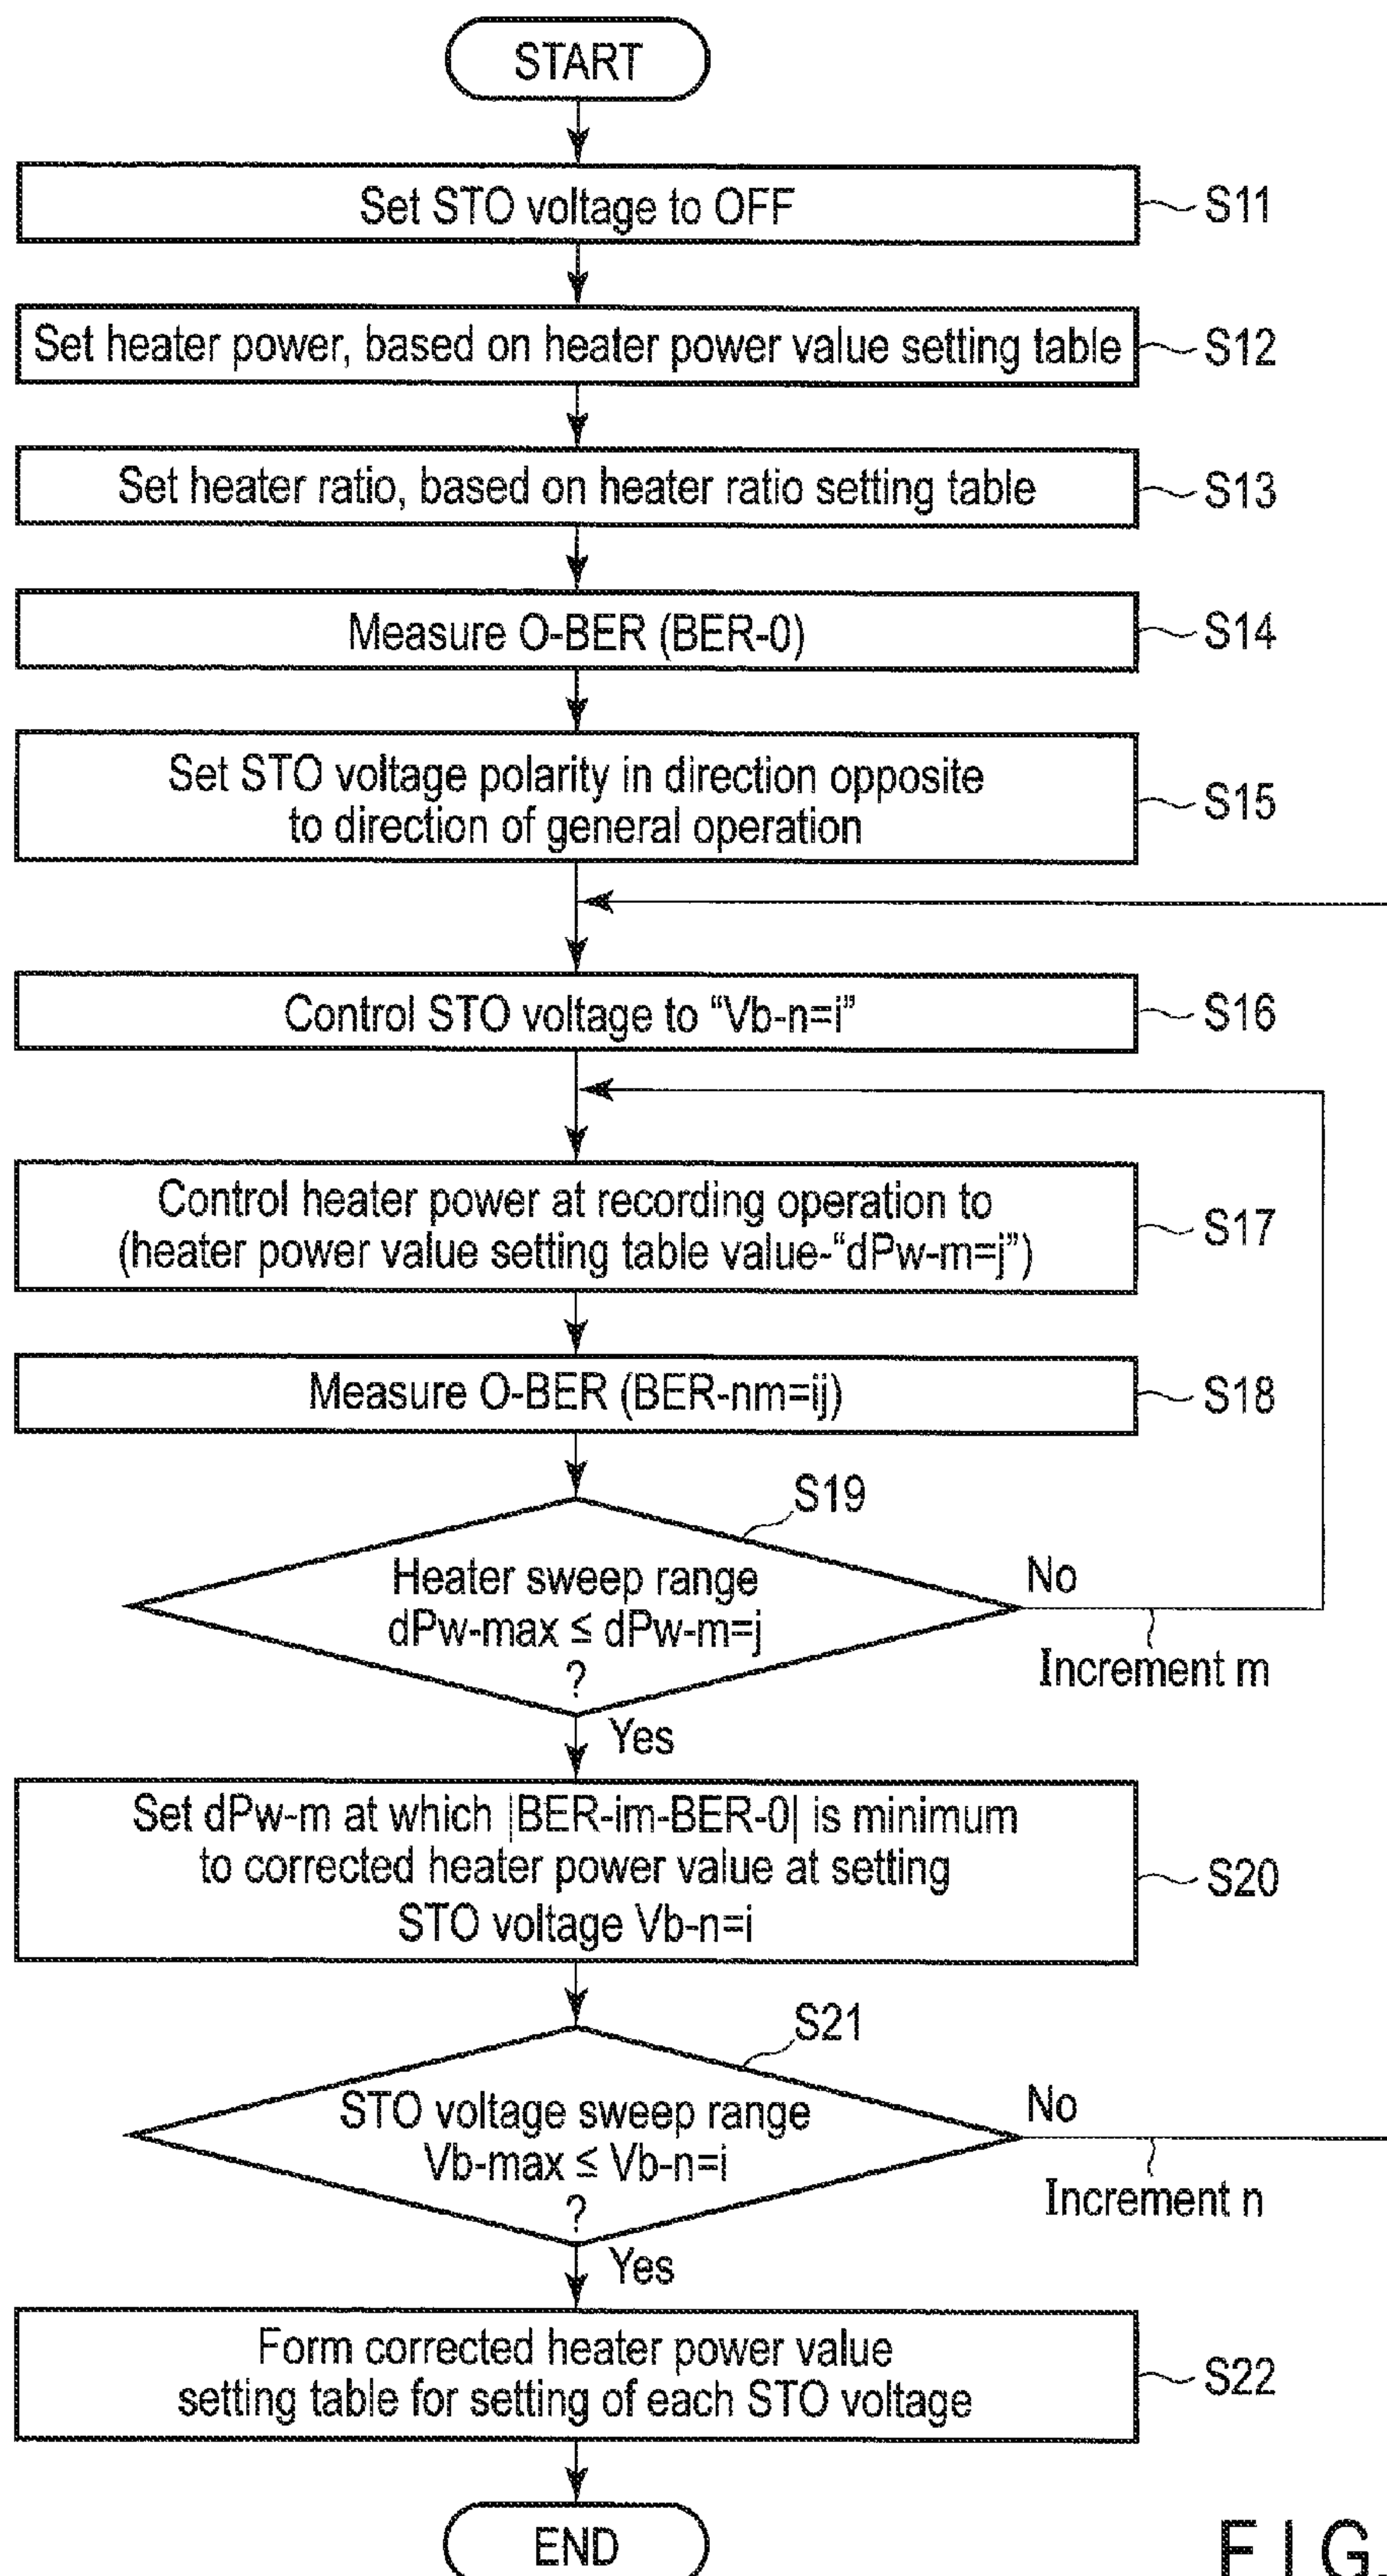 START
Set STO voltage to OFF
S11
Set heater power, based on heater power value setting table
S12
Set heater ratio, based on heater ratio setting table
S13
Measure O-BER (BER-0)
S14
Set STO voltage polarity in direction opposite
to direction of general operation
S15
Control STO voltage to “Vb-n=i”
S16
Control heater power at recording operation to
(heater power value setting table value-“dPw-m=j”)
S17
Measure O-BER (BER-nm=ij)
S18
S19
Heater sweep range
dPw-max ≤ dPw-m=j
?
No
Increment m
Yes
Set dPw-m at which |BER-im-BER-0| is minimum
to corrected heater power value at setting
STO voltage Vb-n=i
S20
S21
STO voltage sweep range
Vb-max ≤ Vb-n=i
?
No
Increment n
Yes
Form corrected heater power value
setting table for setting of each STO voltage
S22
END
FIG.